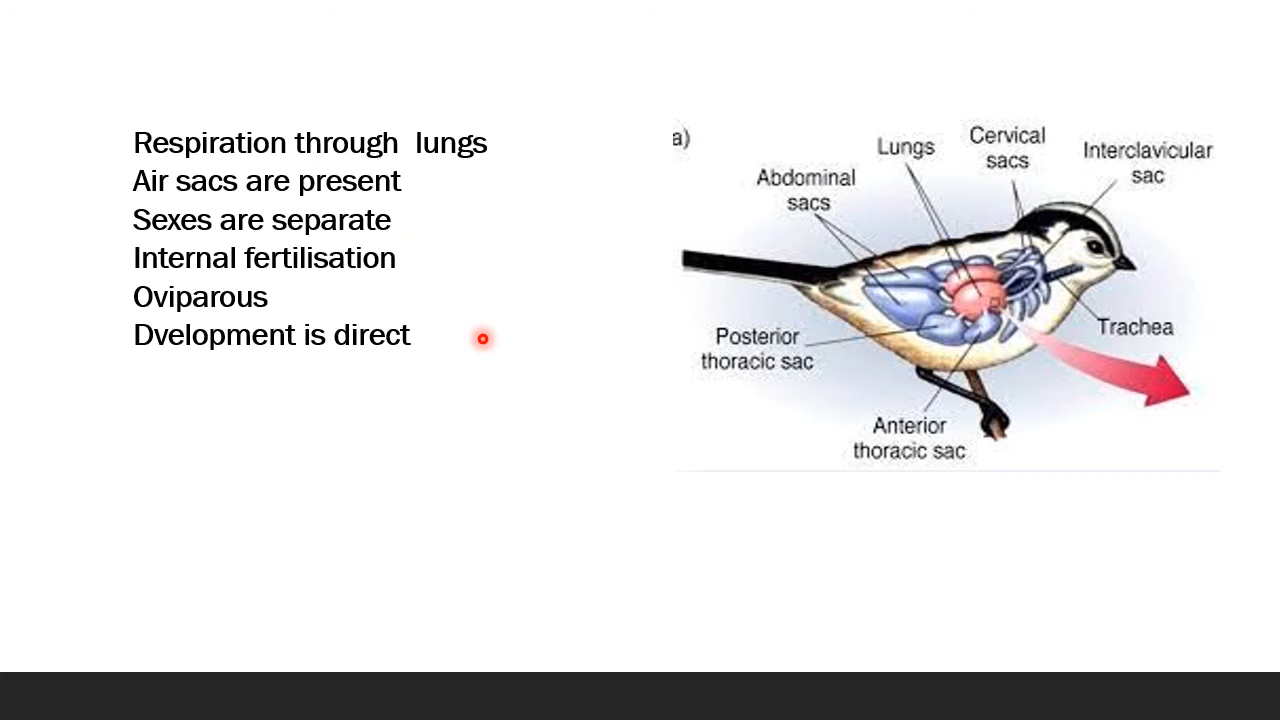 Respiration through lungs
Air sacs are present
Sexes are separate
Internal fertilisation
Oviparous
Dvelopment is direct
a)
Lungs
Cervical
sacs
Interclavicular
sac
Abdominal
sacs
Posterior
thoracic sac
Trachea
Anterior
thoracic sac